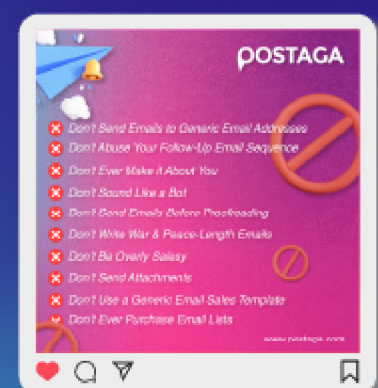 POSTAGA
Don't Send Emails to Generic Email Addresses
Don't Abuse Your Follow-Up Email Sequence
Don't Ever Make it About You
Don't Sound Like a Bot
Don't Send Emails Before Proofreading
Don't Write War & Peace-Length Emails
Don't Be Overly Salesy
Don't Send Attachments
Don't Use a Generic Email Sales Template
Don't Ever Purchase Email Lists
www.postaga.com